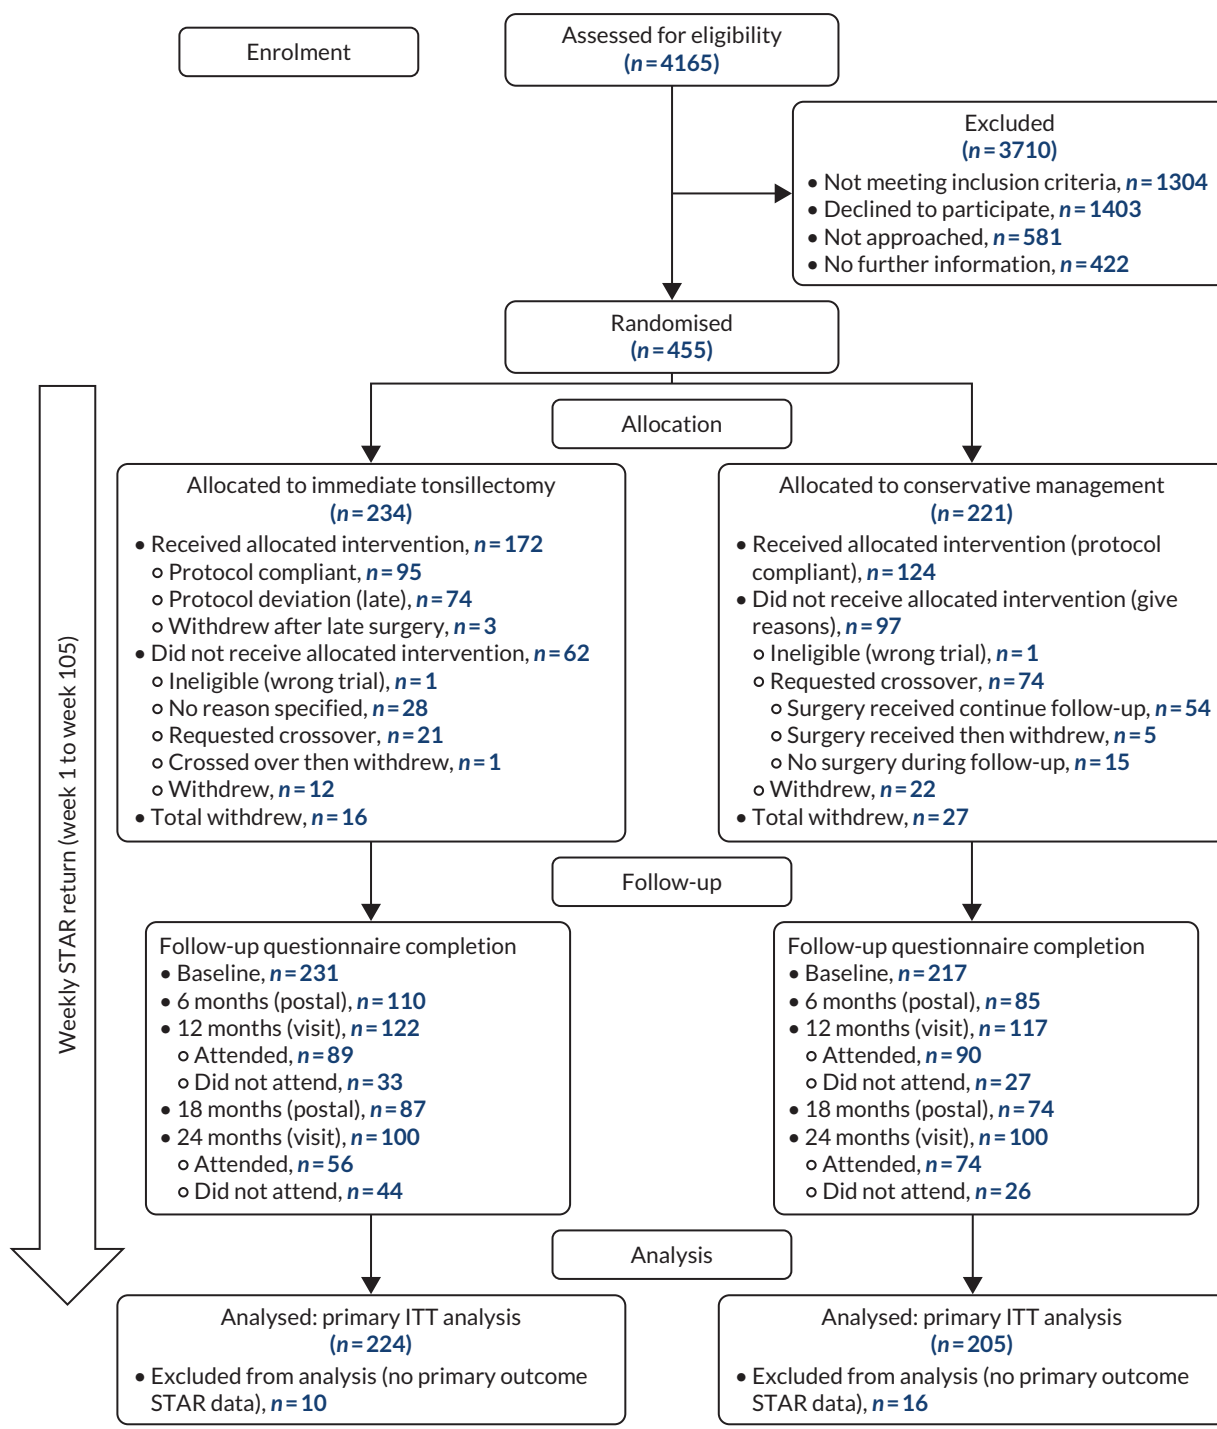 Enrolment
Assessed for eligibility
(n = 4165)
Excluded
(n = 3710)
• Not meeting inclusion criteria, n = 1304
• Declined to participate, n = 1403
• Not approached, n = 581
• No further information, n = 422
Randomised
(n = 455)
Allocation
Allocated to immediate tonsillectomy
(n = 234)
• Received allocated intervention, n = 172
Protocol compliant, n = 95
Protocol deviation (late), n = 74
Withdrew after late surgery, n = 3
• Did not receive allocated intervention, n = 62
Ineligible (wrong trial), n = 1
No reason specified, n = 28
Requested crossover, n = 21
Crossed over then withdrew, n = 1
Withdrew, n = 12
• Total withdrew, n = 16
Allocated to conservative management
(n = 221)
• Received allocated intervention (protocol
compliant), n = 124
• Did not receive allocated intervention (give
reasons), n = 97
Ineligible (wrong trial), n = 1
Requested crossover, n = 74
Surgery received continue follow-up, n = 54
Surgery received then withdrew, n = 5
No surgery during follow-up, n = 15
Withdrew, n = 22
• Total withdrew, n = 27
Weekly STAR return (week 1 to week 105)
Follow-up
Follow-up questionnaire completion
• Baseline, n = 231
• 6 months (postal), n = 110
• 12 months (visit), n = 122
Attended, n = 89
Did not attend, n = 33
• 18 months (postal), n = 87
• 24 months (visit), n = 100
Attended, n = 56
Did not attend, n = 44
Follow-up questionnaire completion
• Baseline, n = 217
• 6 months (postal), n = 85
• 12 months (visit), n = 117
Attended, n = 90
Did not attend, n = 27
• 18 months (postal), n = 74
• 24 months (visit), n = 100
Attended, n = 74
Did not attend, n = 26
Analysis
Analysed: primary ITT analysis
(n = 224)
• Excluded from analysis (no primary outcome
STAR data), n = 10
Analysed: primary ITT analysis
(n = 205)
• Excluded from analysis (no primary outcome
STAR data), n = 16